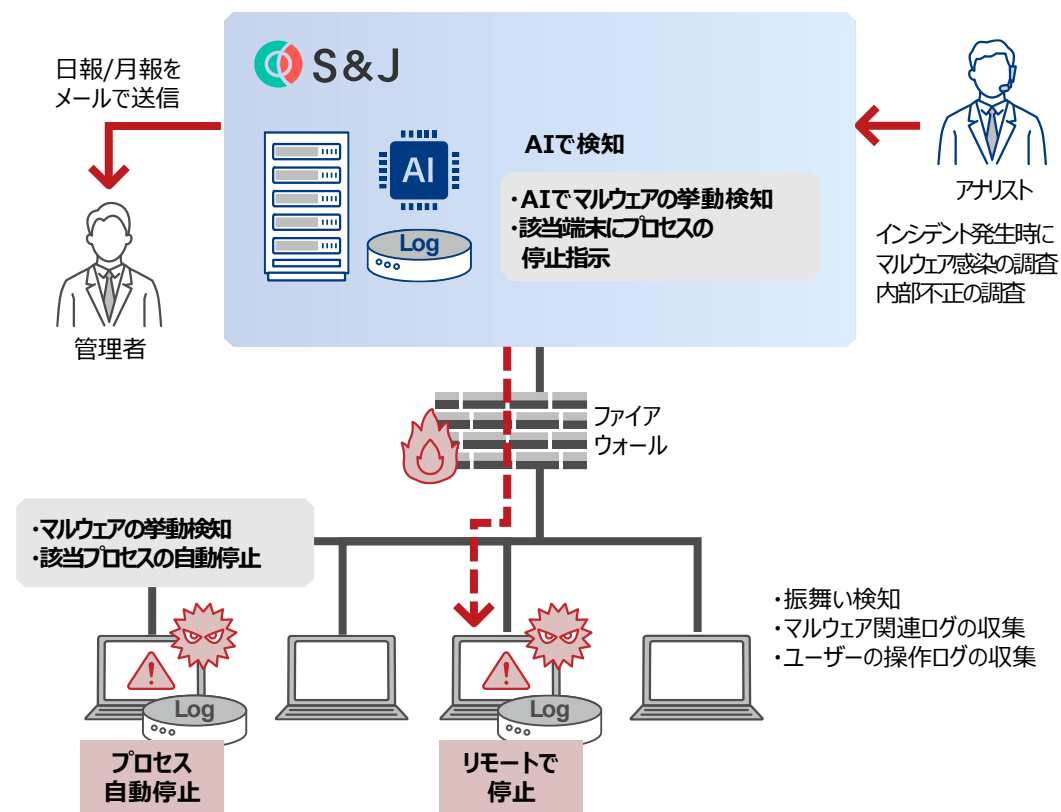 日報/月報を
メールで送信
管理者
S&J
AI
Log
AIで検知
・AIでマルウェアの挙動検知
・該当端末にプロセスの
停止指示
アナリスト
インシデント発生時に
マルウェア感染の調査
内部不正の調査
ファイア
ウォール
・マルウェアの挙動検知
・該当プロセスの自動停止
・振舞い検知
・マルウェア関連ログの収集
・ユーザーの操作ログの収集
Log
プロセス
自動停止
Log
リモートで
停止